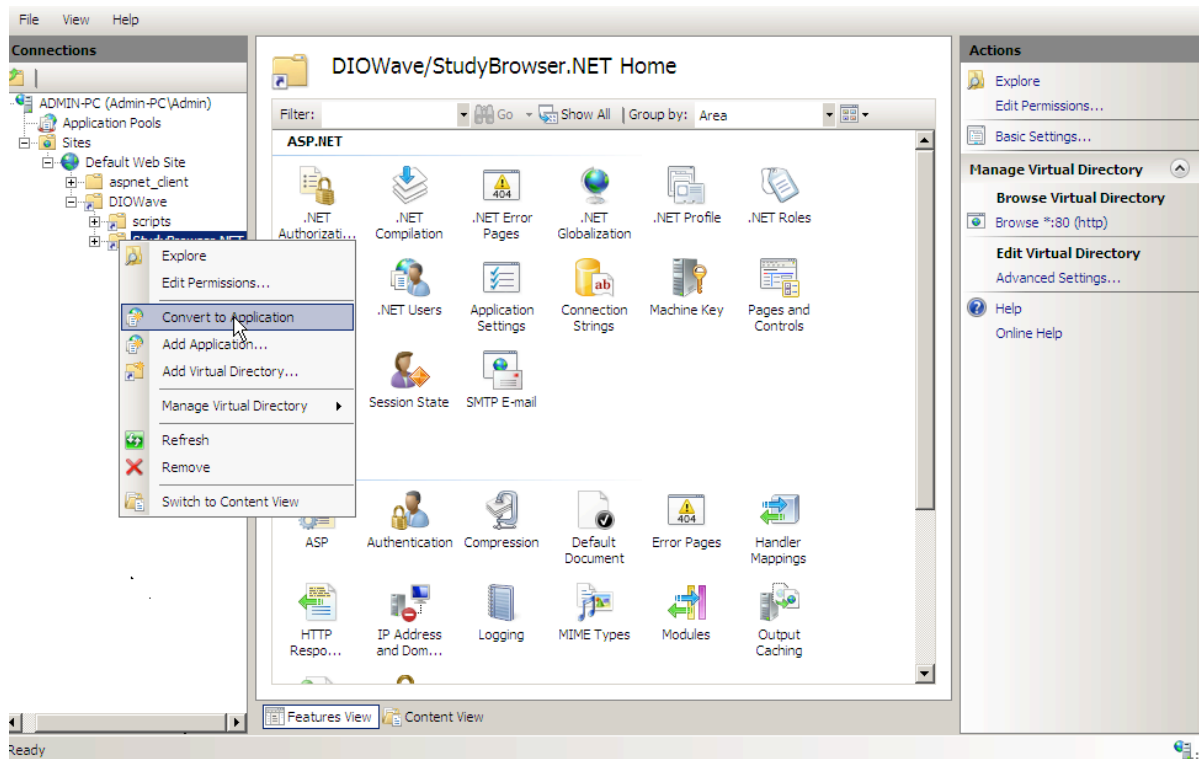 File View Help
Connections
ADMIN-PC (Admin-PC\Admin)
Application Pools
Sites
Default Web Site
aspnet_client
DIOWave
scripts
StudyBrowser.NET
Explore
Edit Permissions...
Convert to Application
Add Application...
Add Virtual Directory...
Manage Virtual Directory
Refresh
Remove
Switch to Content View
DIOWave/StudyBrowser.NET Home
Filter: Go Show All Group by: Area
ASP.NET
.NET Authorizati...
.NET Compilation
.NET Error Pages
404
.NET Globalization
.NET Profile
.NET Roles
.NET Users
Application Settings
ab
Connection Strings
Machine Key
Pages and Controls
Session State
SMTP E-mail
ASP
Authentication
Compression
Default Document
404
Error Pages
Handler Mappings
HTTP Respo...
IP Address and Dom...
Logging
MIME Types
Modules
Output Caching
Features View
Content View
Actions
Explore
Edit Permissions...
Basic Settings...
Manage Virtual Directory
Browse Virtual Directory
Browse *:80 (http)
Edit Virtual Directory
Advanced Settings...
Help
Online Help
Ready